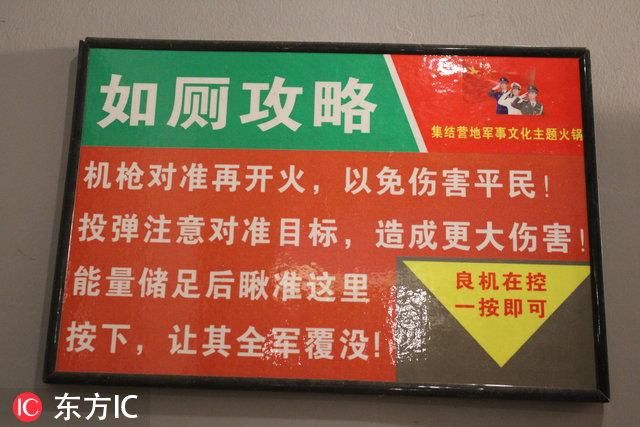 如厕攻略
集结营地军事文化主题火锅
机枪对准再开火，以免伤害平民！
投弹注意对准目标，造成更大伤害！
能量储足后瞅准这里
按下，让其全军覆没！
良机在控
一按即可
IC 东方IC